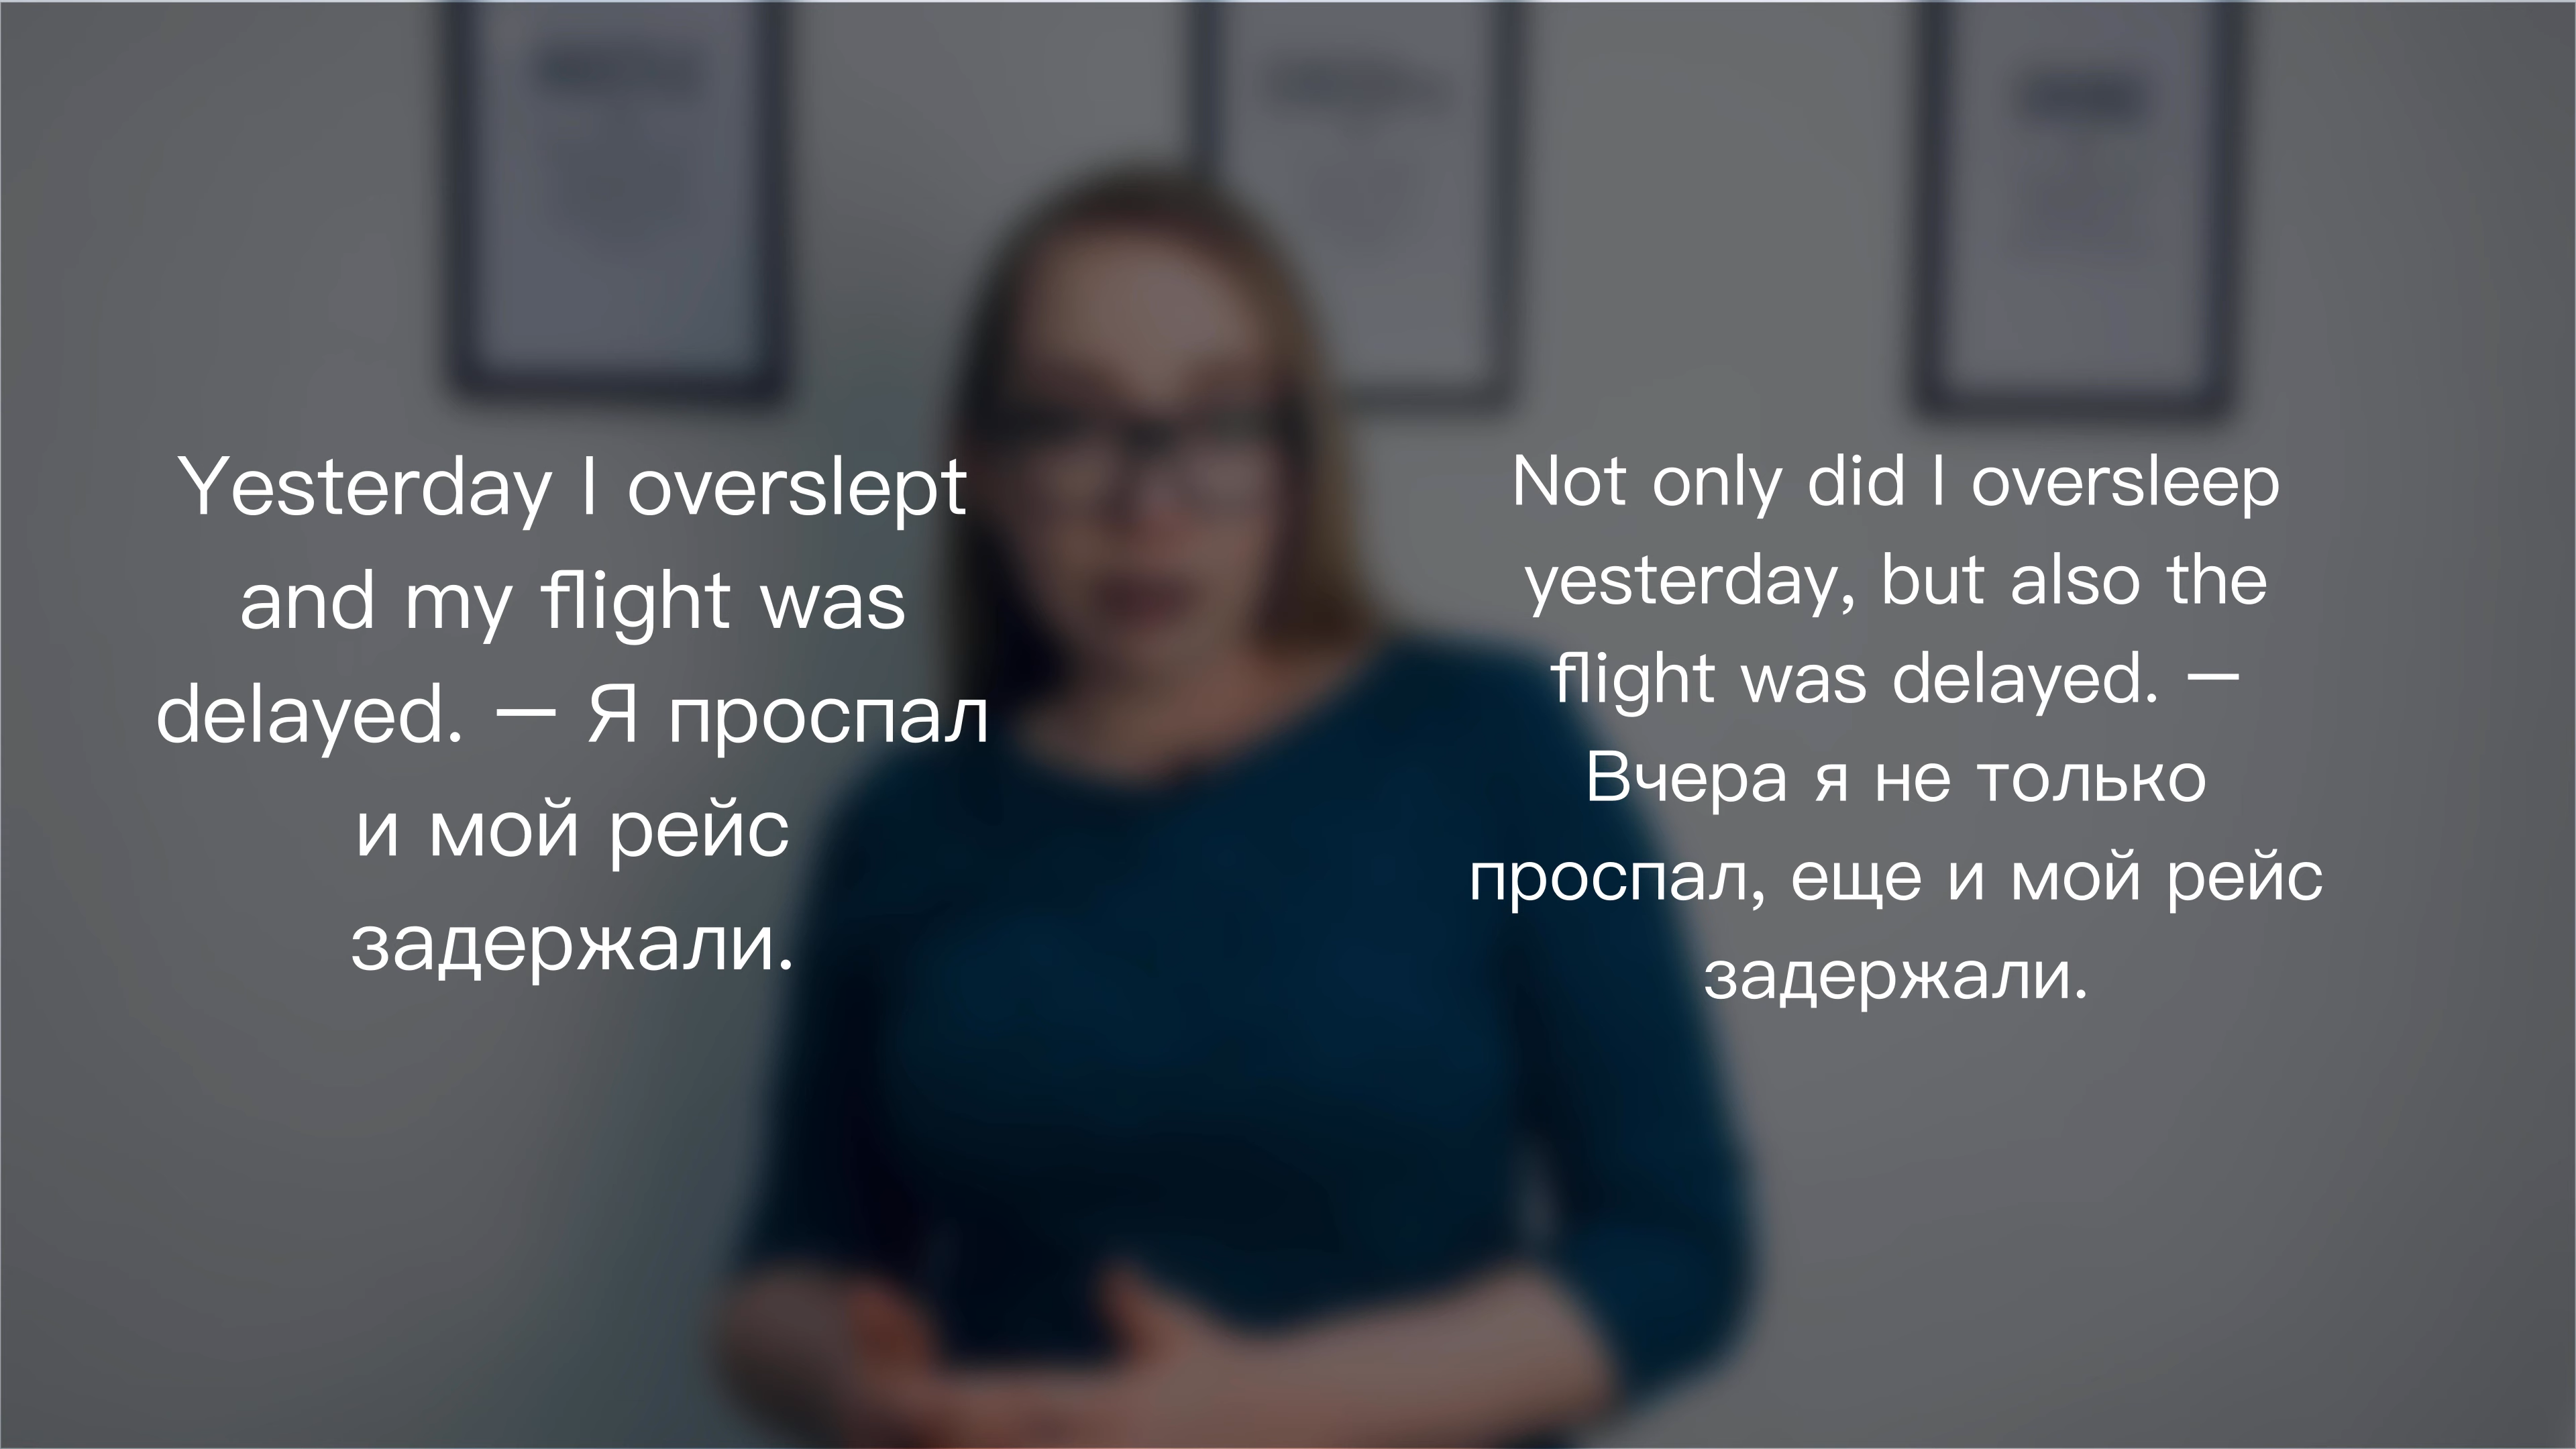 Yesterday I overslept
and my flight was
delayed. — Я проспал
и мой рейс
задержали.
Not only did I oversleep
yesterday, but also the
flight was delayed. —
Вчера я не только
проспал, еще и мой рейс
задержали.